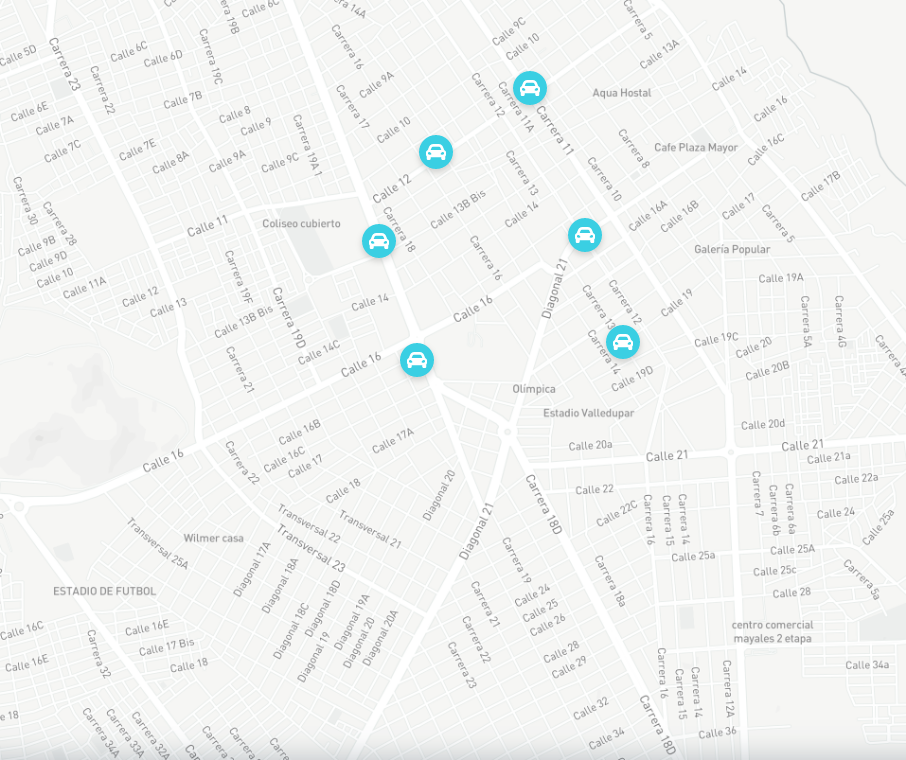 Calle 6C
Carrera 19B
Carrera 14A
Carrera 5
Calle 9C
Calle 5D
Calle 6C
Calle 6D
Calle 10
Carrera 16
Calle 13A
Carrera 23
Carrera 22
Carrera 19C
Calle 9A
Calle 14
Calle 6E
Calle 7A
Calle 7B
Calle 8
Calle 9
Carrera 17
Carrera 12
Carrera 11A
Aqua Hostal
Calle 16
Calle 7C
Calle 7E
Calle 8A
Calle 9A
Calle 9C
Carrera 19A 1
Calle 10
Carrera 11
Carrera 8
Cafe Plaza Mayor
Calle 16C
Carrera 30
Carrera 28
Calle 12
Carrera 13
Carrera 10
Calle 17B
Calle 11
Coliseo cubierto
Carrera 18
Calle 13B Bis
Calle 14
Calle 16A
Calle 16B
Calle 17
Carrera 5
Calle 9B
Calle 9D
Calle 10
Calle 11A
Carrera 16
Galería Popular
Calle 12
Calle 13
Carrera 19F
Carrera 19D
Calle 14
Calle 16
Diagonal 21
Carrera 13
Carrera 12
Calle 19
Calle 19A
Carrera 5A
Carrera 4G
Calle 13B Bis
Calle 14C
Calle 16
Carrera 21
Carrera 14
Calle 19C
Calle 20
Calle 20B
Calle 19D
Olímpica
Estadio Valledupar
Calle 16B
Calle 16C
Calle 17
Calle 17A
Calle 20a
Calle 20d
Calle 21
Calle 21
Calle 21a
Calle 16
Carrera 22
Calle 18
Diagonal 20
Calle 22
Calle 22a
Carrera 18D
Calle 22C
Carrera 16
Carrera 15
Carrera 14
Carrera 7
Carrera 6b
Carrera 6a
Calle 24
Calle 25a
Transversal 25A
Wilmer casa
Transversal 22
Transversal 21
Transversal 23
Diagonal 21
Carrera 19
Calle 25a
Calle 25A
Calle 25c
Carrera 5a
ESTADIO DE FUTBOL
Diagonal 17A
Diagonal 18A
Diagonal 18C
Diagonal 18D
Diagonal 19
Diagonal 19A
Diagonal 20
Diagonal 20A
Carrera 21
Carrera 22
Carrera 23
Calle 24
Calle 25
Calle 26
Carrera 18a
Calle 28
Calle 16C
Calle 16E
Calle 17 Bis
Calle 18
Calle 16E
Carrera 32
centro comercial
mayales 2 etapa
Calle 28
Calle 29
Calle 34a
Carrera 16
Carrera 15
Carrera 14
Carrera 12A
Calle 32
Calle 34
Carrera 18D
Calle 36
Carrera 34A
Carrera 33A
Carrera 32A